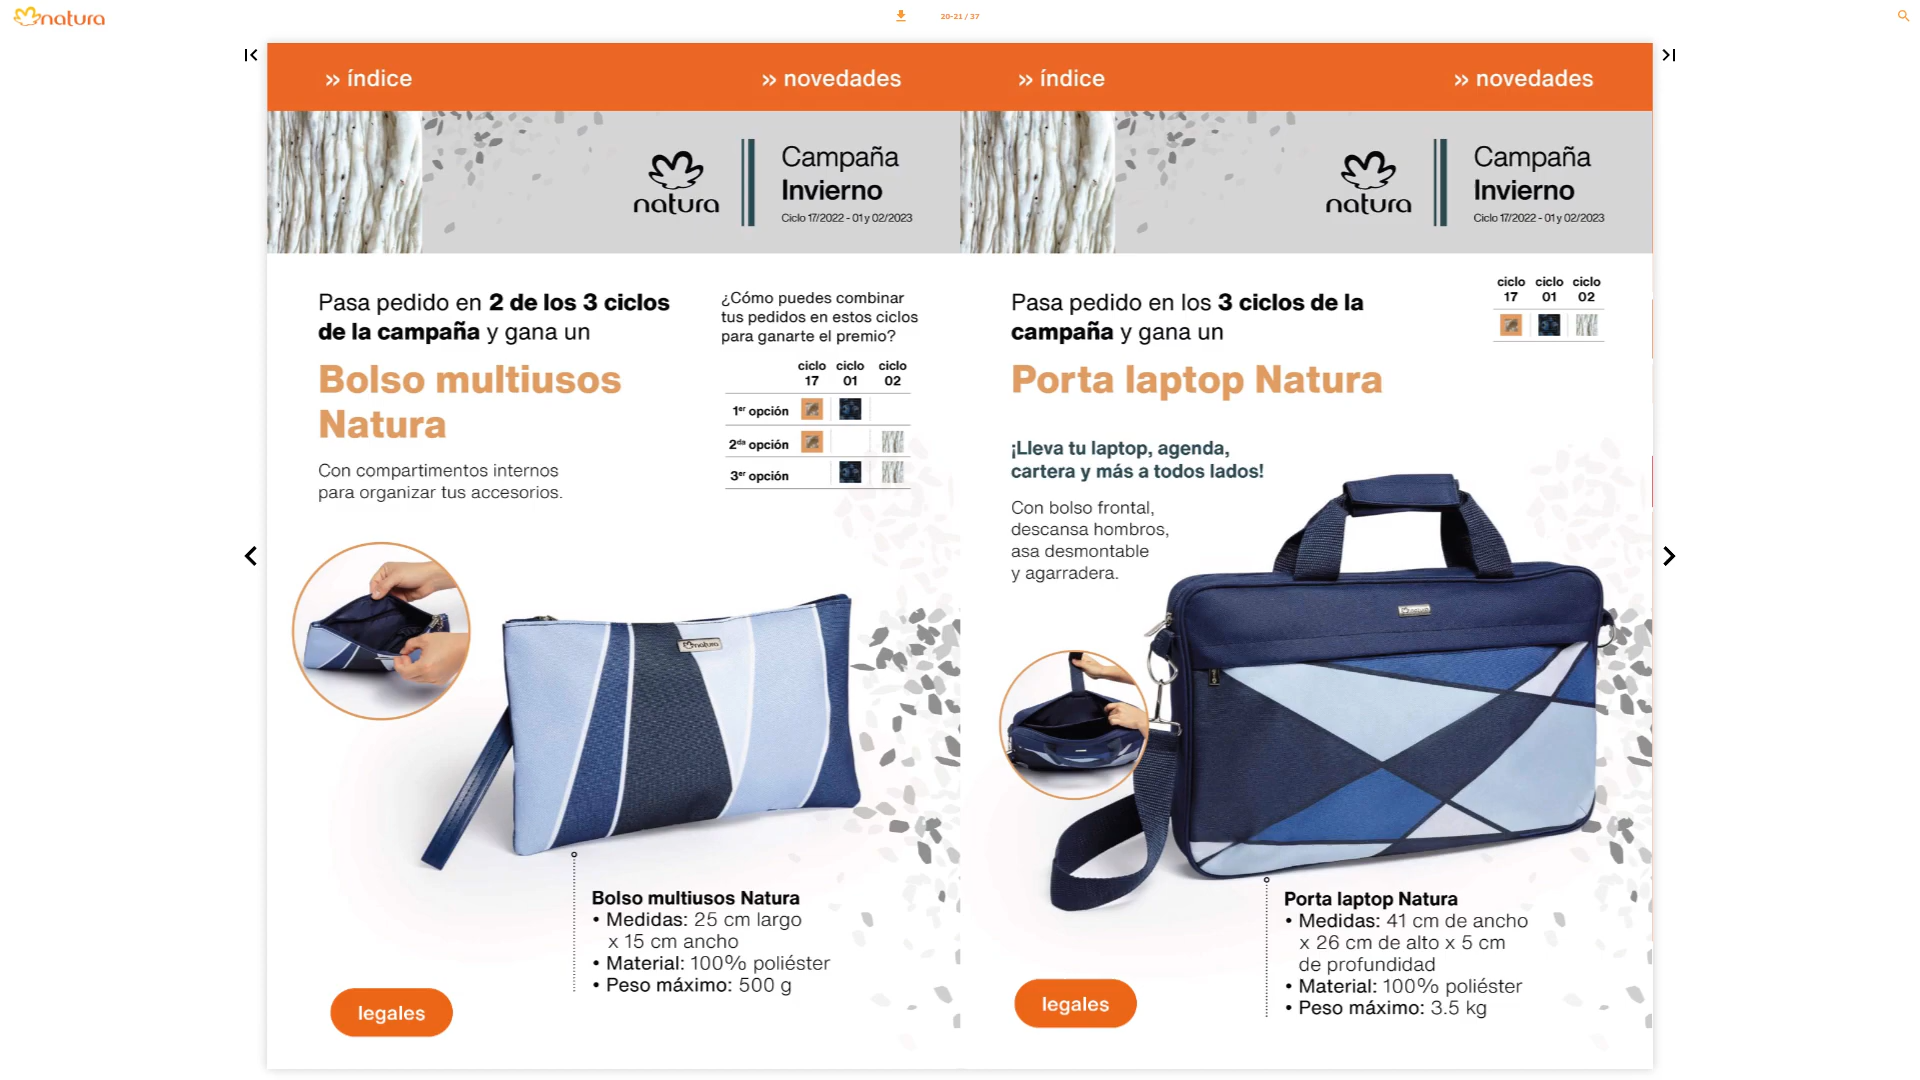 natura
20-21 / 37
» índice
» novedades
natura
Campaña
Invierno
Ciclo 17/2022 - 01 y 02/2023
Pasa pedido en 2 de los 3 ciclos
de la campaña y gana un
Bolso multiusos
Natura
Con compartimentos internos
para organizar tus accesorios.
¿Cómo puedes combinar
tus pedidos en estos ciclos
para ganarte el premio?
ciclo ciclo ciclo
17 01 02
1er opción
2da opción
3er opción
natura
Bolso multiusos Natura
• Medidas: 25 cm largo
x 15 cm ancho
• Material: 100% poliéster
• Peso máximo: 500 g
legales
» índice
» novedades
natura
Campaña
Invierno
Ciclo 17/2022 - 01 y 02/2023
Pasa pedido en los 3 ciclos de la
campaña y gana un
Porta laptop Natura
ciclo ciclo ciclo
17 01 02
¡Lleva tu laptop, agenda,
cartera y más a todos lados!
Con bolso frontal,
descansa hombros,
asa desmontable
y agarradera.
natura
Porta laptop Natura
• Medidas: 41 cm de ancho
x 26 cm de alto x 5 cm
de profundidad
• Material: 100% poliéster
• Peso máximo: 3.5 kg
legales